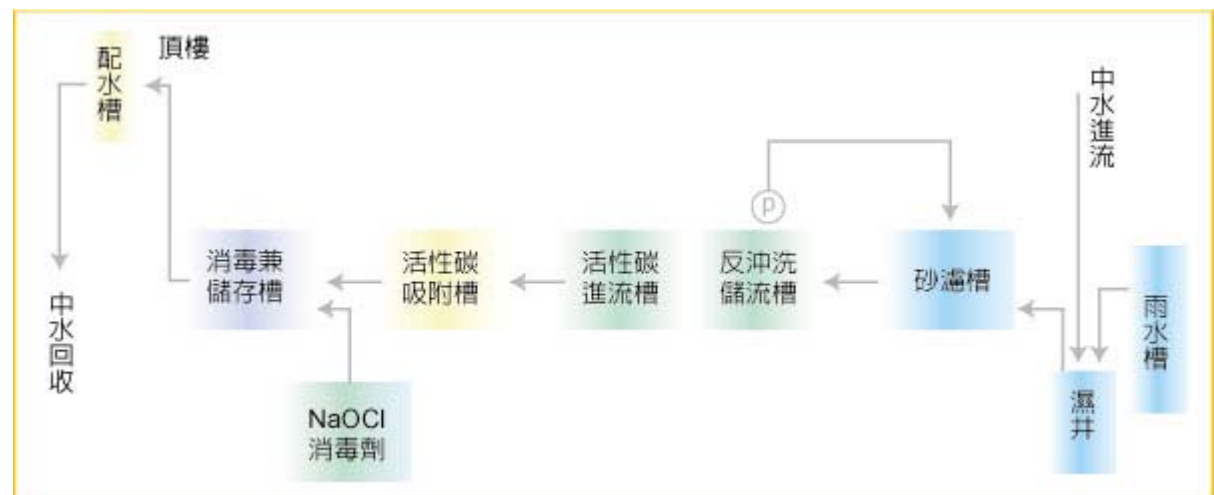 頂樓
配水槽
中水進流
消毒兼
儲存槽
活性碳
吸附槽
活性碳
進流槽
反沖洗
儲流槽
P
砂濾槽
雨水槽
中水回收
濕井
NaOCl
消毒劑